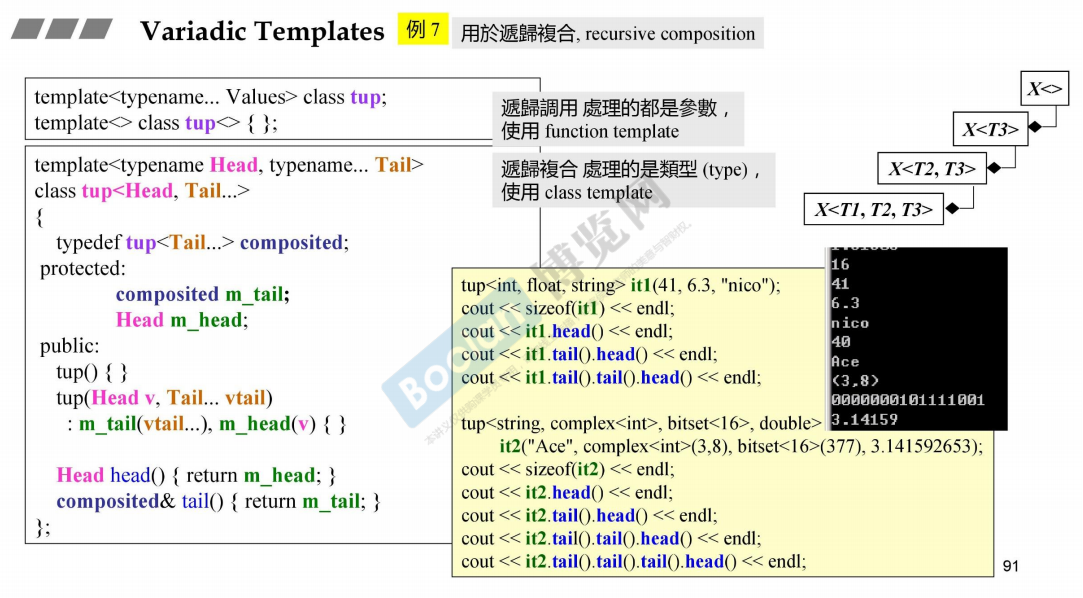 Variadic Templates 例 7 用於遞歸複合, recursive composition
template<typename... Values> class tup;
template<> class tup<> { };
遞歸調用 處理的都是參數，
使用 function template
template<typename Head, typename... Tail>
class tup<Head, Tail...>
{
typedef tup<Tail...> composited;
protected:
composited m_tail;
Head m_head;
public:
tup() { }
tup(Head v, Tail... vtail)
: m_tail(vtail...), m_head(v) { }
Head head() { return m_head; }
composited& tail() { return m_tail; }
};
遞歸複合 處理的是類型 (type)，
使用 class template
X<>
X<T3>
X<T2, T3>
X<T1, T2, T3>
tup<int, float, string> it1(41, 6.3, "nico");
cout << sizeof(it1) << endl;
cout << it1.head() << endl;
cout << it1.tail().head() << endl;
cout << it1.tail().tail().head() << endl;
tup<string, complex<int>, bitset<16>, double>
it2("Ace", complex<int>(3,8), bitset<16>(377), 3.141592653);
cout << sizeof(it2) << endl;
cout << it2.head() << endl;
cout << it2.tail().head() << endl;
cout << it2.tail().tail().head() << endl;
cout << it2.tail().tail().tail().head() << endl;
16
41
6.3
nico
40
Ace
(3,8)
0000000101111001
3.14159
Boolan
博览网
91